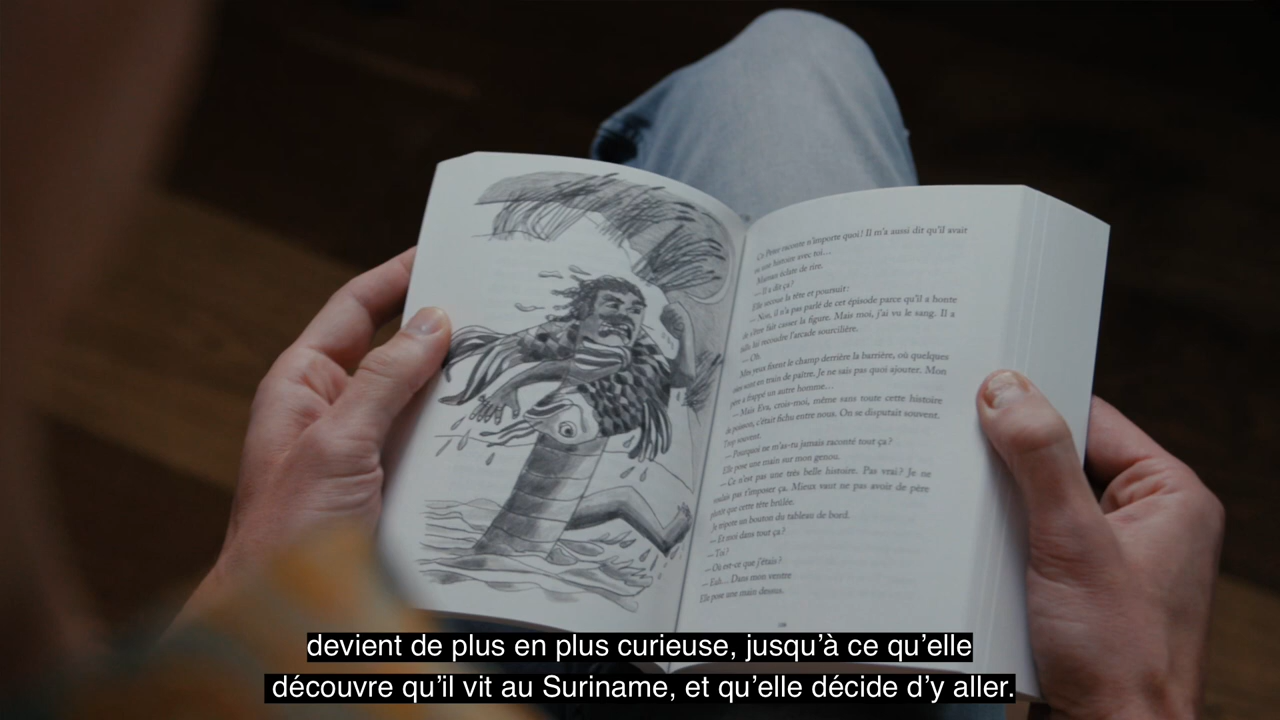 Ce Peter raconte n'importe quoi! Il m'a aussi dit qu'il avait
eu une histoire avec toi…
Maman éclate de rire.
— Il a dit ça?
Elle secoue la tête et poursuit:
— Non, il n'a pas parlé de cet épisode parce qu'il a honte
de s'être fait casser la figure. Mais moi, j'ai vu le sang. Il a
fallu lui recoudre l'arcade sourcilière.
— Oh.
Mes yeux fixent le champ derrière la barrière, où quelques
sont en train de paître. Je ne sais pas quoi ajouter. Mon
père a frappé un autre homme…
— Mais Eva, crois-moi, même sans toute cette histoire
de poisson, c'était fichu entre nous. On se disputait souvent.
Trop souvent.
— Pourquoi ne m'as-tu jamais raconté tout ça?
Elle pose une main sur mon genou.
— Ce n'est pas une très belle histoire. Pas vrai? Je ne
voulais pas t'imposer ça. Mieux vaut ne pas avoir de père
plutôt que cette tête brûlée.
Je tripote un bouton du tableau de bord.
— Et moi dans tout ça?
— Toi?
— Où est-ce que j'étais?
— Euh… Dans mon ventre
Elle pose une main dessus.
devient de plus en plus curieuse, jusqu'à ce qu'elle
découvre qu'il vit au Suriname, et qu'elle décide d'y aller.